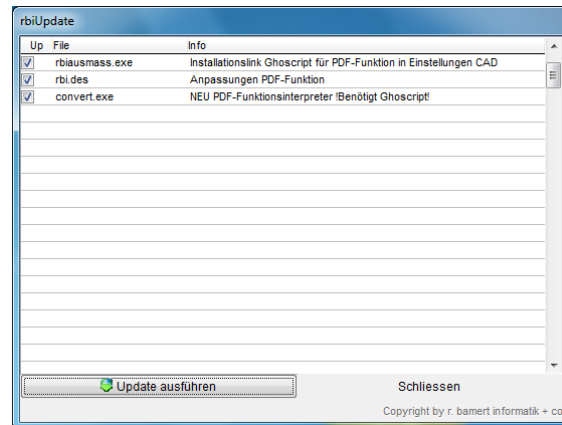 rbiUpdate
Up File Info
rbiausmass.exe Installationslink Ghoscript für PDF-Funktion in Einstellungen CAD
rbi.des Anpassungen PDF-Funktion
convert.exe NEU PDF-Funktionsinterpreter !Benötigt Ghoscript!
Update ausführen Schliessen
Copyright by r. bamert informatik + co